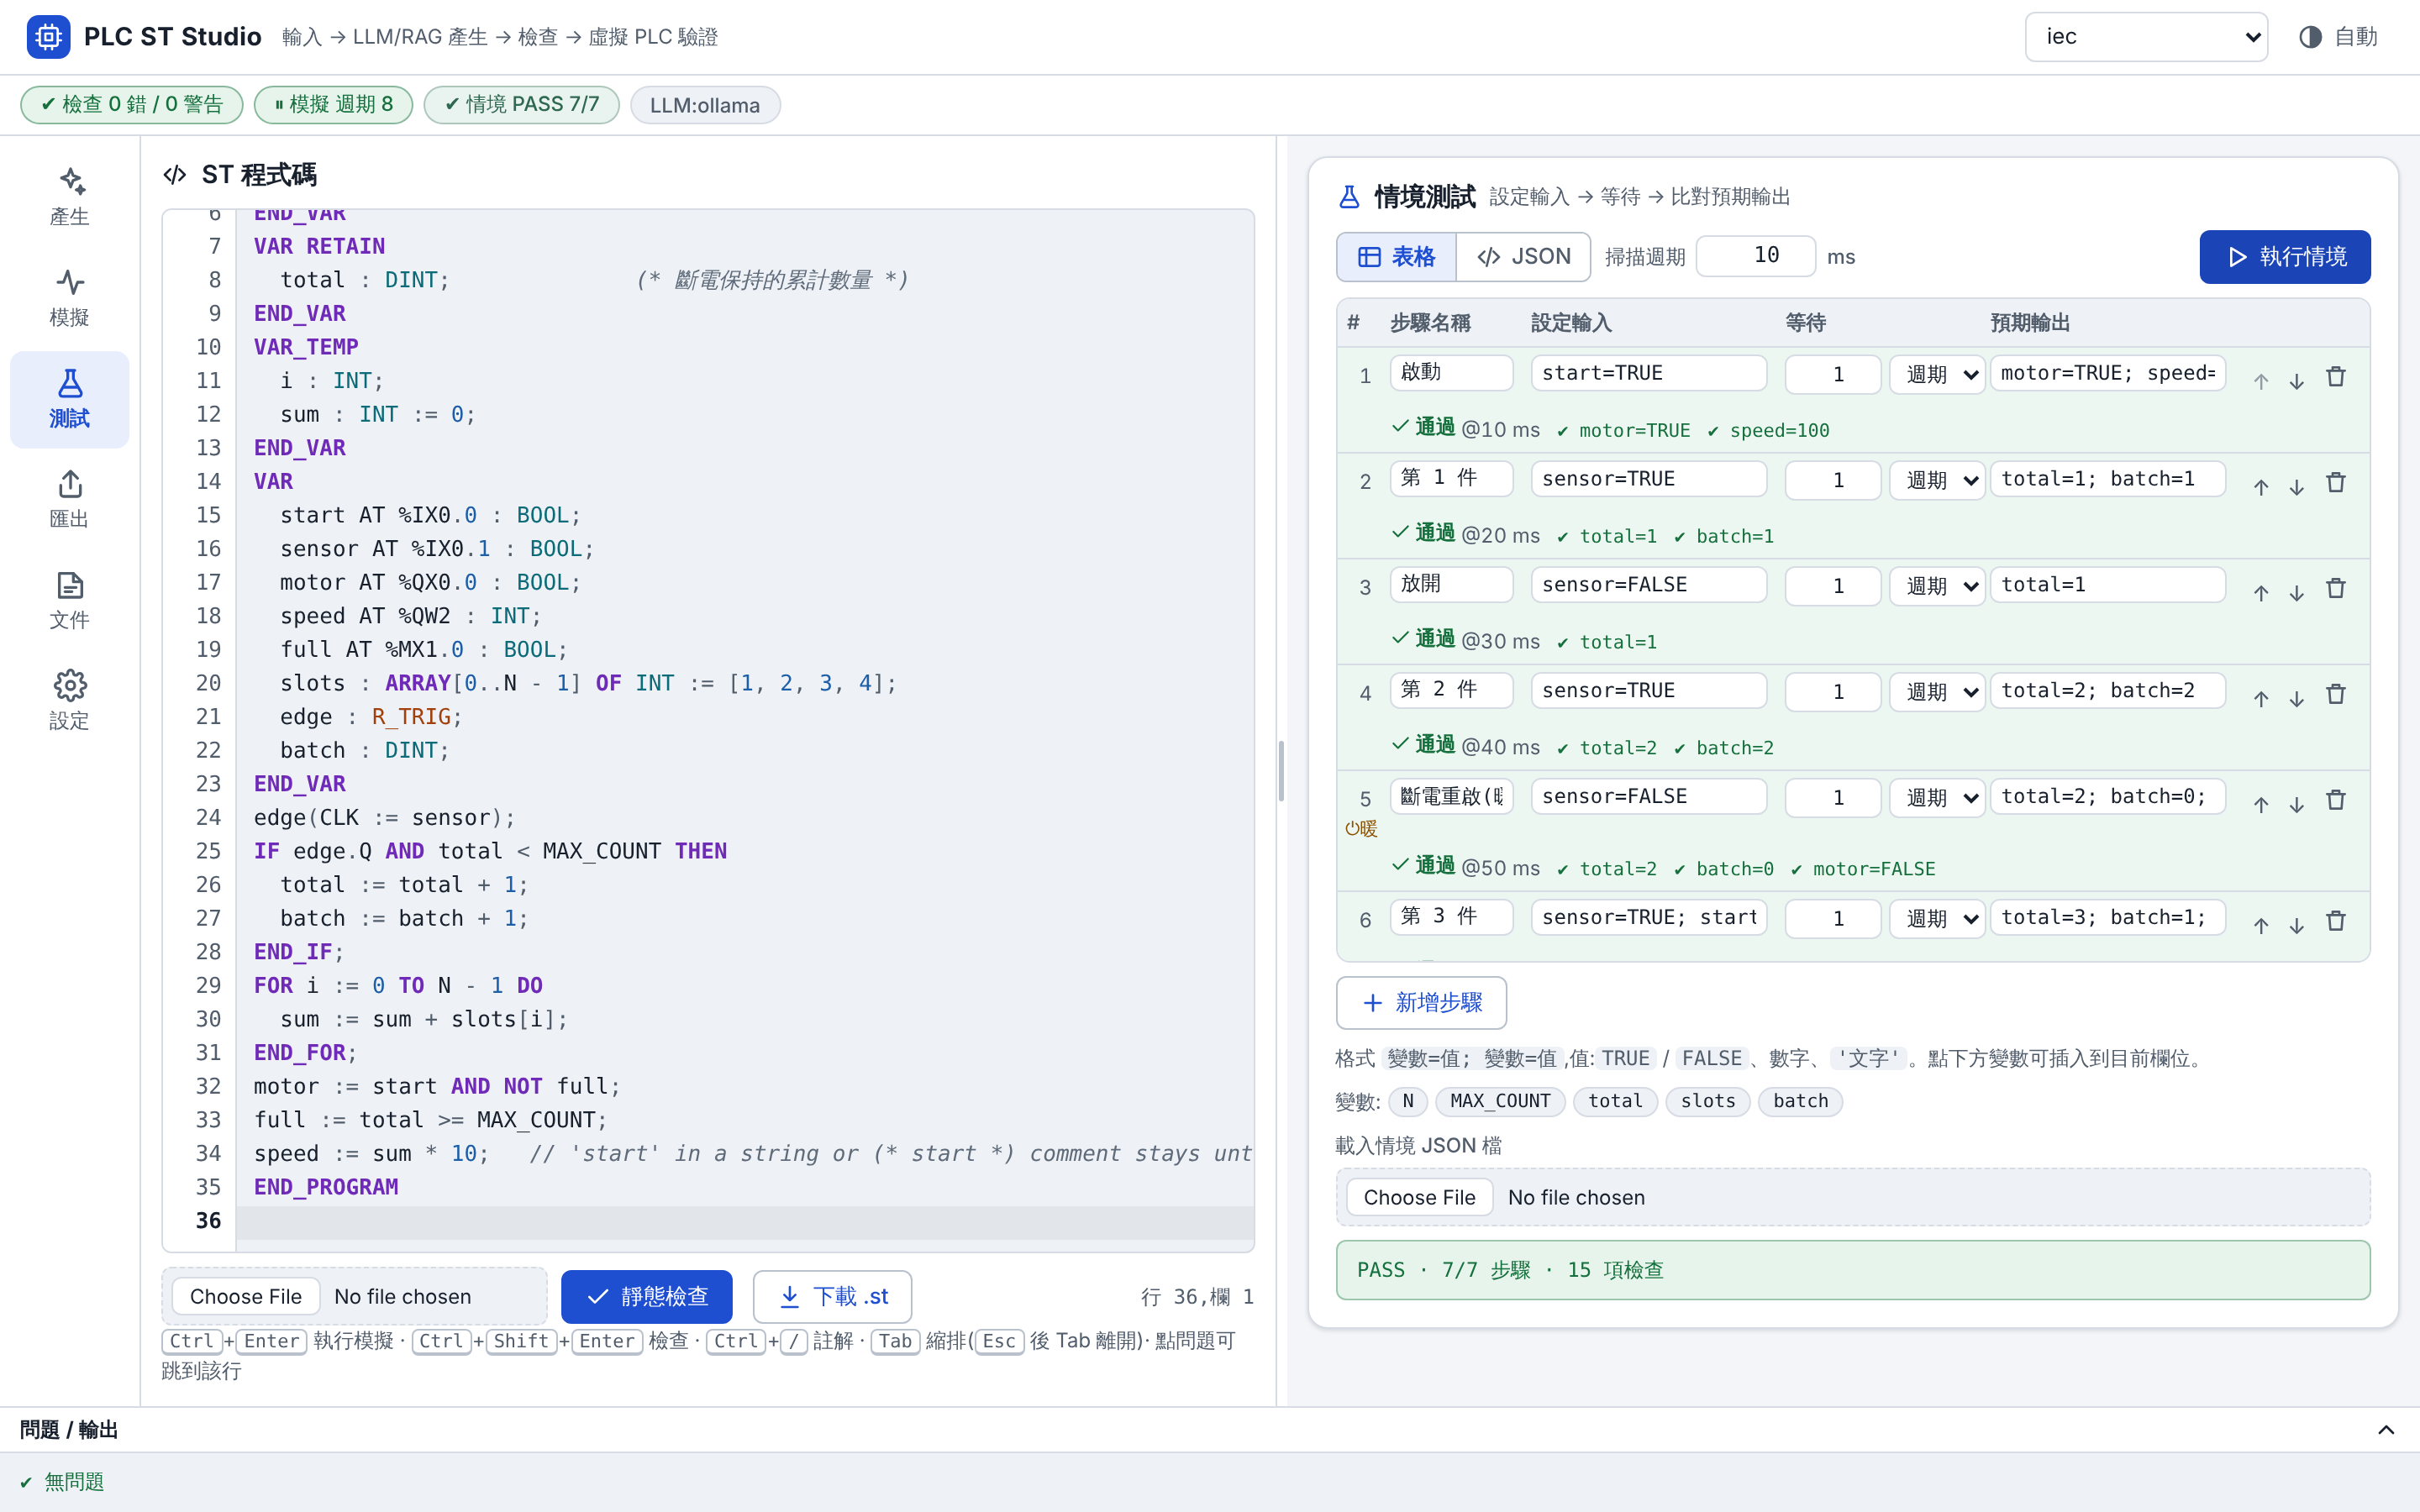 PLC ST Studio 輸入 → LLM/RAG 產生 → 檢查 → 虛擬 PLC 驗證 iec 自動
✔ 檢查 0 錯 / 0 警告 ⏸ 模擬 週期 8 ✔ 情境 PASS 7/7 LLM:ollama
產生
模擬
測試
匯出
文件
設定
ST 程式碼
6 END_VAR
7 VAR RETAIN
8 total : DINT; (* 斷電保持的累計數量 *)
9 END_VAR
10 VAR_TEMP
11 i : INT;
12 sum : INT := 0;
13 END_VAR
14 VAR
15 start AT %IX0.0 : BOOL;
16 sensor AT %IX0.1 : BOOL;
17 motor AT %QX0.0 : BOOL;
18 speed AT %QW2 : INT;
19 full AT %MX1.0 : BOOL;
20 slots : ARRAY[0..N - 1] OF INT := [1, 2, 3, 4];
21 edge : R_TRIG;
22 batch : DINT;
23 END_VAR
24 edge(CLK := sensor);
25 IF edge.Q AND total < MAX_COUNT THEN
26 total := total + 1;
27 batch := batch + 1;
28 END_IF;
29 FOR i := 0 TO N - 1 DO
30 sum := sum + slots[i];
31 END_FOR;
32 motor := start AND NOT full;
33 full := total >= MAX_COUNT;
34 speed := sum * 10; // 'start' in a string or (* start *) comment stays unt
35 END_PROGRAM
36
Choose File No file chosen 靜態檢查 下載 .st 行 36,欄 1
Ctrl+Enter 執行模擬 · Ctrl+Shift+Enter 檢查 · Ctrl+/ 註解 · Tab 縮排(Esc 後 Tab 離開)· 點問題可
跳到該行
情境測試 設定輸入 → 等待 → 比對預期輸出
表格 JSON 掃描週期 10 ms 執行情境
# 步驟名稱 設定輸入 等待 預期輸出
1 啟動 start=TRUE 1 週期 motor=TRUE; speed= ↑ ↓
通過 @10 ms ✔ motor=TRUE ✔ speed=100
2 第 1 件 sensor=TRUE 1 週期 total=1; batch=1 ↑ ↓
通過 @20 ms ✔ total=1 ✔ batch=1
3 放開 sensor=FALSE 1 週期 total=1 ↑ ↓
通過 @30 ms ✔ total=1
4 第 2 件 sensor=TRUE 1 週期 total=2; batch=2 ↑ ↓
通過 @40 ms ✔ total=2 ✔ batch=2
5 斷電重啟( sensor=FALSE 1 週期 total=2; batch=0; ↑ ↓
⏻暖
通過 @50 ms ✔ total=2 ✔ batch=0 ✔ motor=FALSE
6 第 3 件 sensor=TRUE; start 1 週期 total=3; batch=1; ↑ ↓
新增步驟
格式 變數=值; 變數=值,值:TRUE / FALSE、數字、'文字'。點下方變數可插入到目前欄位。
變數: N MAX_COUNT total slots batch
載入情境 JSON 檔
Choose File No file chosen
PASS · 7/7 步驟 · 15 項檢查
問題 / 輸出
✔ 無問題